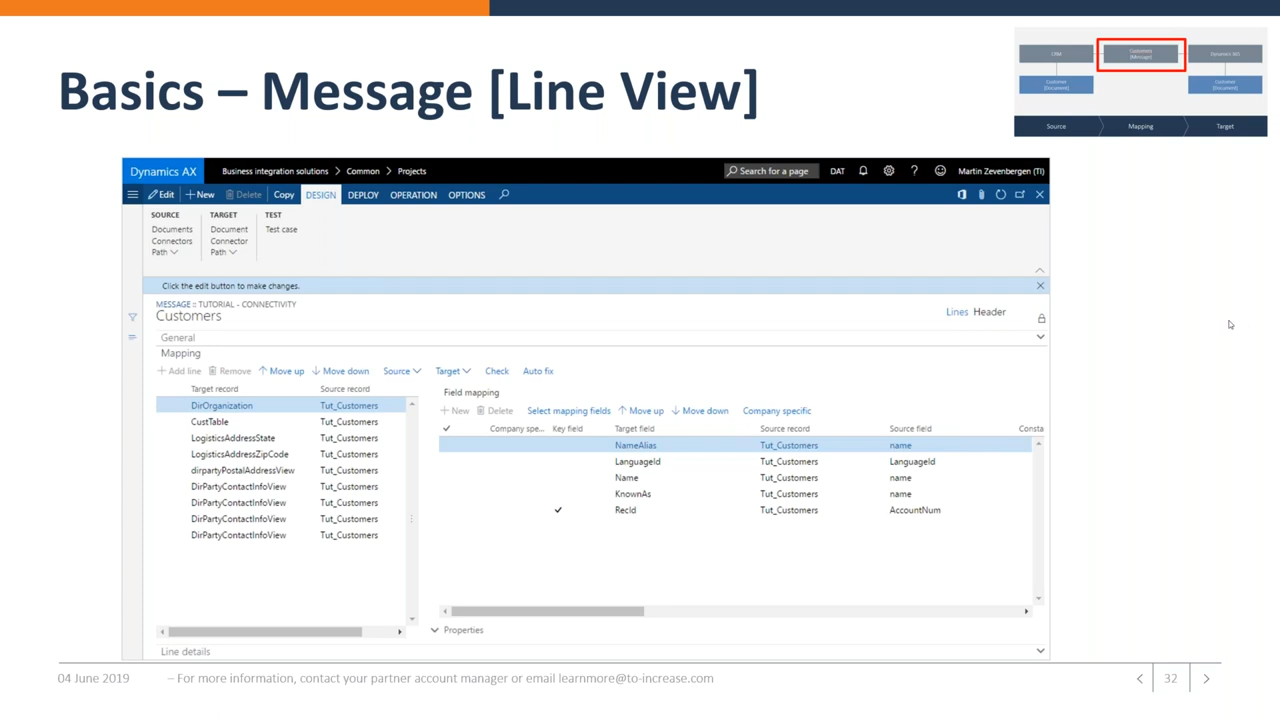 Basics – Message [Line View]
CRM
Customers
[Message]
Dynamics 365
Customer
[Document]
Customer
[Document]
Source
Mapping
Target
Dynamics AX
Business integration solutions > Common > Projects
Search for a page
DAT
?
Martin Zevenbergen (TI)
Edit
+ New
Delete
Copy
DESIGN
DEPLOY
OPERATION
OPTIONS
SOURCE
Documents
Connectors
Path
TARGET
Document
Connector
Path
TEST
Test case
Click the edit button to make changes.
MESSAGE :: TUTORIAL - CONNECTIVITY
Customers
Lines Header
General
Mapping
+ Add line Remove Move up Move down Source Target Check Auto fix
Target record Source record
DirOrganization Tut_Customers
CustTable Tut_Customers
LogisticsAddressState Tut_Customers
LogisticsAddressZipCode Tut_Customers
dirpartyPostalAddressView Tut_Customers
DirPartyContactInfoView Tut_Customers
DirPartyContactInfoView Tut_Customers
DirPartyContactInfoView Tut_Customers
DirPartyContactInfoView Tut_Customers
Field mapping
+ New Delete Select mapping fields Move up Move down Company specific
Company spe... Key field Target field Source record Source field Consta
NameAlias Tut_Customers name
LanguageId Tut_Customers LanguageId
Name Tut_Customers name
KnownAs Tut_Customers name
RecId Tut_Customers AccountNum
Properties
Line details
04 June 2019 – For more information, contact your partner account manager or email learnmore@to-increase.com
32